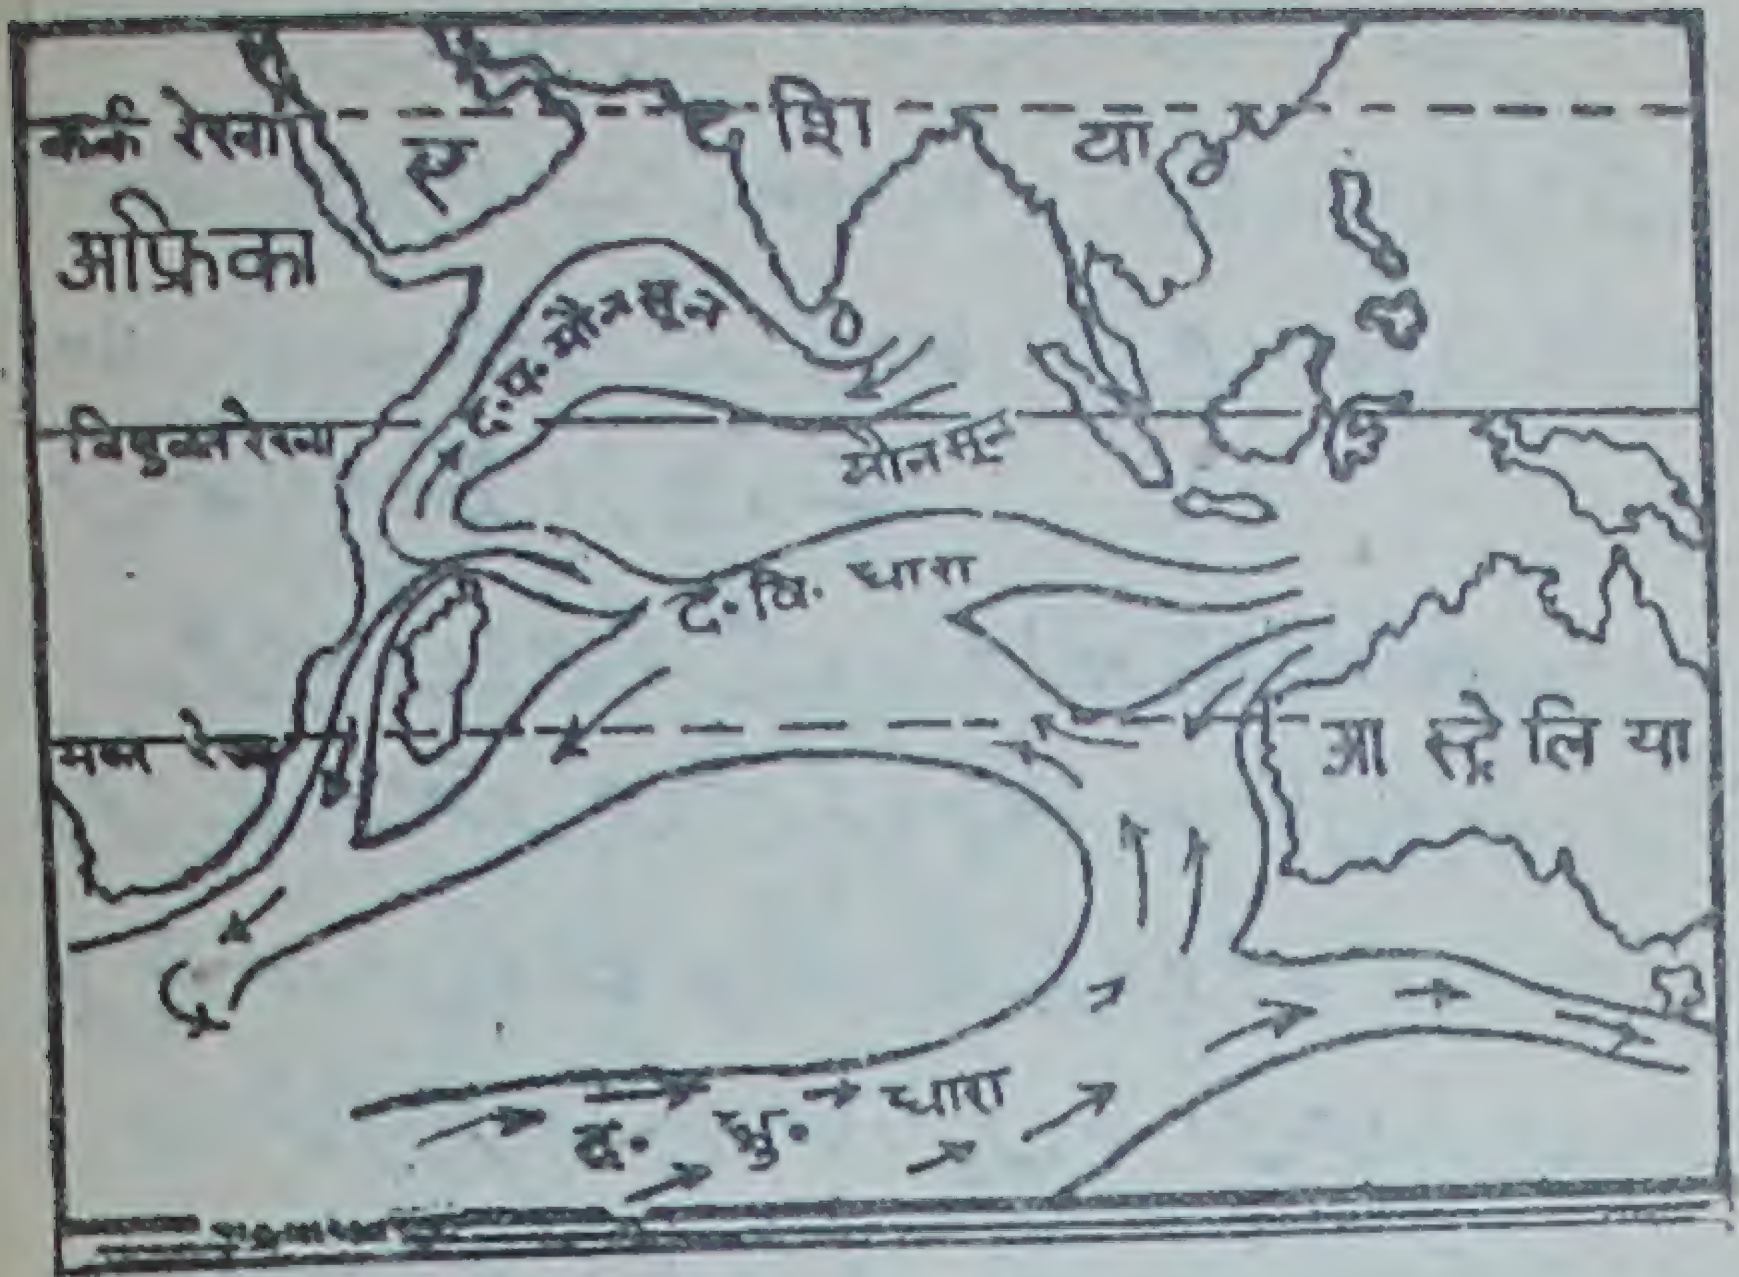 कर्क रेखा
ए शि या
अफ्रिका
द.प. मौनसून
विषुवत रेखा
मौनसून
द. वि. धारा
मकर रेखा
आ स्ट्रे लि या
द. ध्रु. धारा